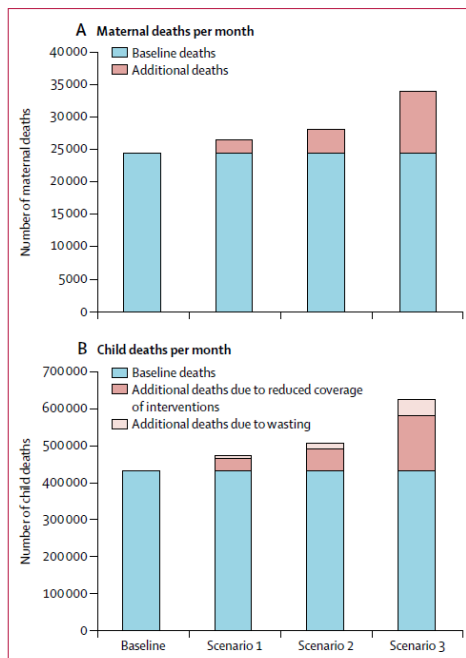 A Maternal deaths per month
Baseline deaths
Additional deaths
40000
35000
30000
25000
20000
15000
10000
5000
0
Number of maternal deaths
B Child deaths per month
Baseline deaths
Additional deaths due to reduced coverage
of interventions
Additional deaths due to wasting
700000
600000
500000
400000
300000
200000
100000
0
Number of child deaths
Baseline Scenario 1 Scenario 2 Scenario 3